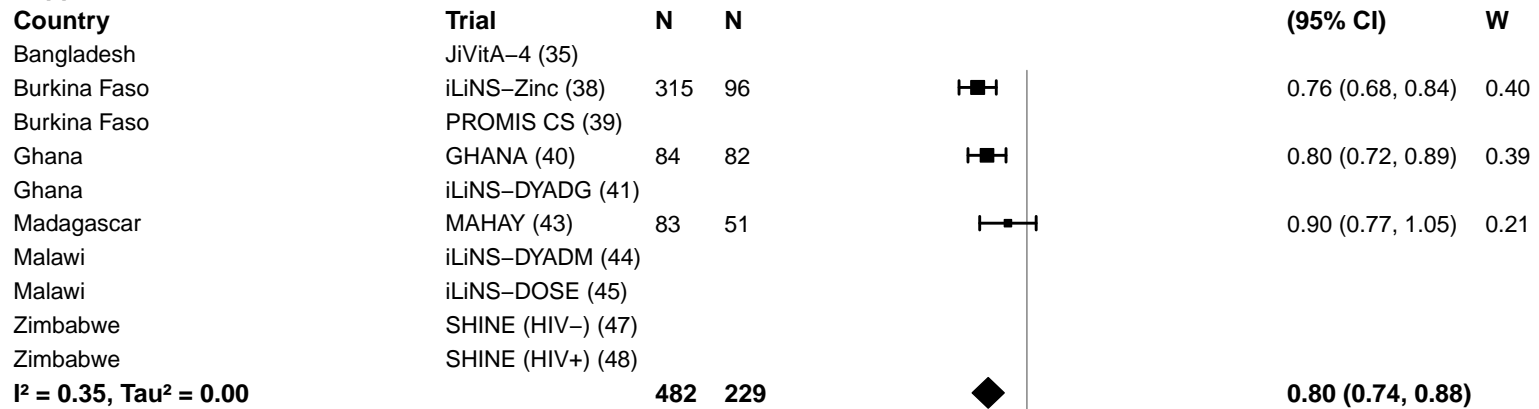 Country Trial N N (95% CI) W
Bangladesh JiVitA−4 (35)
Burkina Faso iLiNS−Zinc (38) 315 96 0.76 (0.68, 0.84) 0.40
Burkina Faso PROMIS CS (39)
Ghana GHANA (40) 84 82 0.80 (0.72, 0.89) 0.39
Ghana iLiNS−DYADG (41)
Madagascar MAHAY (43) 83 51 0.90 (0.77, 1.05) 0.21
Malawi iLiNS−DYADM (44)
Malawi iLiNS−DOSE (45)
Zimbabwe SHINE (HIV−) (47)
Zimbabwe SHINE (HIV+) (48)
I² = 0.35, Tau² = 0.00 482 229 0.80 (0.74, 0.88)